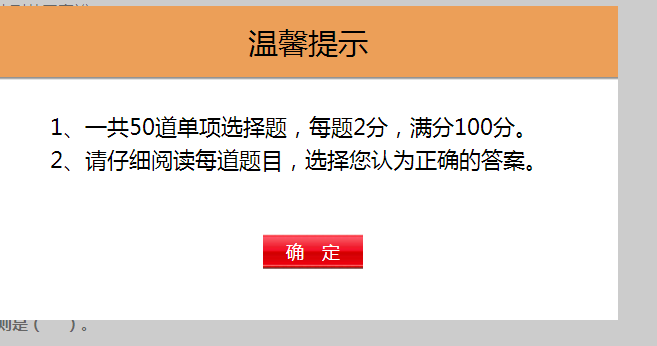 温馨提示
1、一共50道单项选择题，每题2分，满分100分。
2、请仔细阅读每道题目，选择您认为正确的答案。
确 定
则是（ ）。